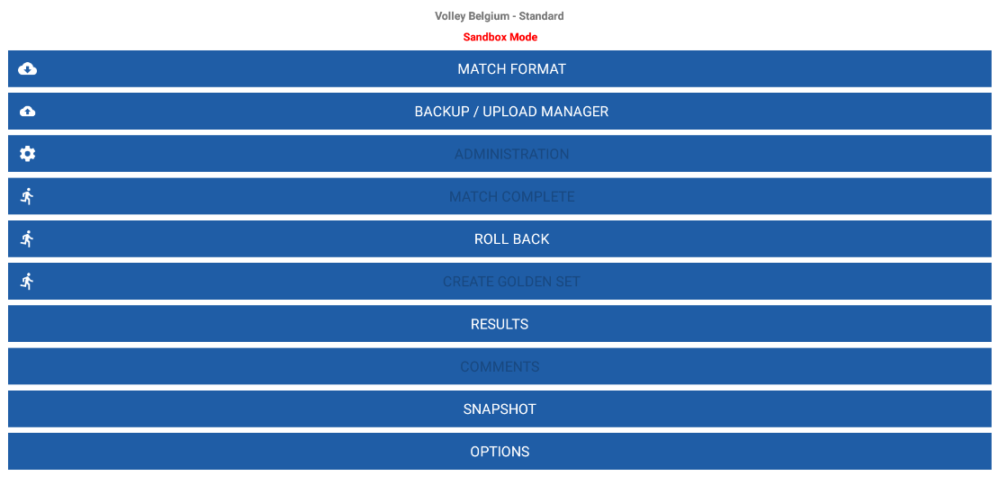 Volley Belgium - Standard
Sandbox Mode
MATCH FORMAT
BACKUP / UPLOAD MANAGER
ADMINISTRATION
MATCH COMPLETE
ROLL BACK
CREATE GOLDEN SET
RESULTS
COMMENTS
SNAPSHOT
OPTIONS